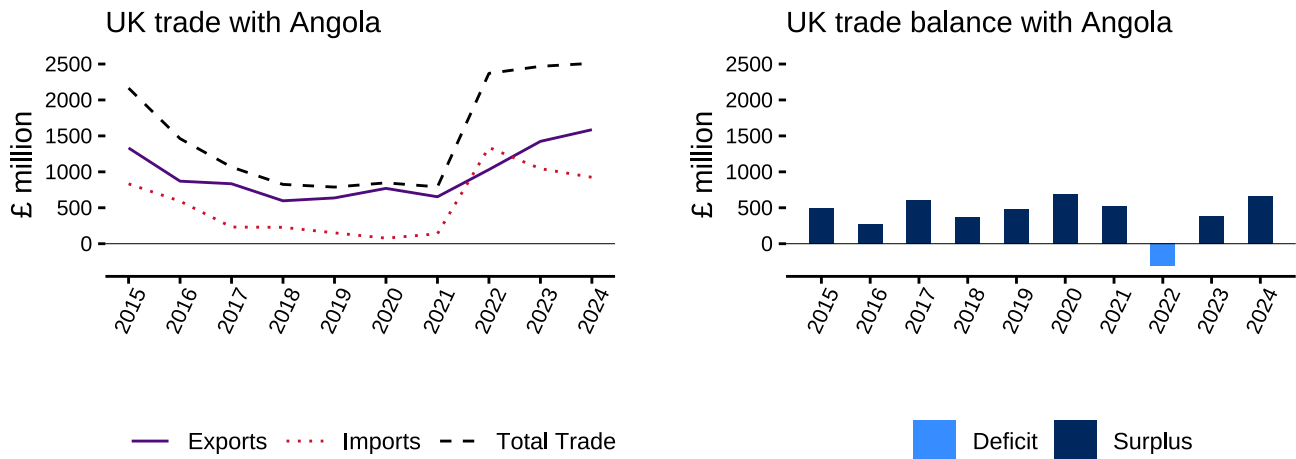 UK trade with Angola
£ million
2500
2000
1500
1000
500
0
2015 2016 2017 2018 2019 2020 2021 2022 2023 2024
Exports Imports Total Trade
UK trade balance with Angola
£ million
2500
2000
1500
1000
500
0
2015 2016 2017 2018 2019 2020 2021 2022 2023 2024
Deficit Surplus